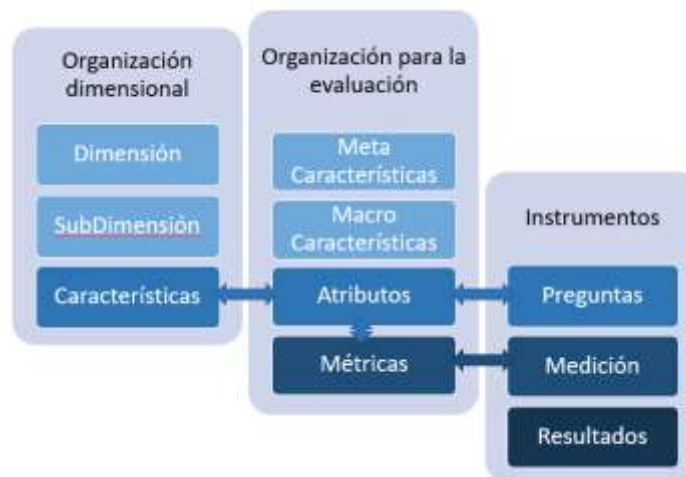 Organización
dimensional
Dimensión
SubDimensión
Características
Organización para la
evaluación
Meta
Características
Macro
Características
Atributos
Métricas
Instrumentos
Preguntas
Medición
Resultados